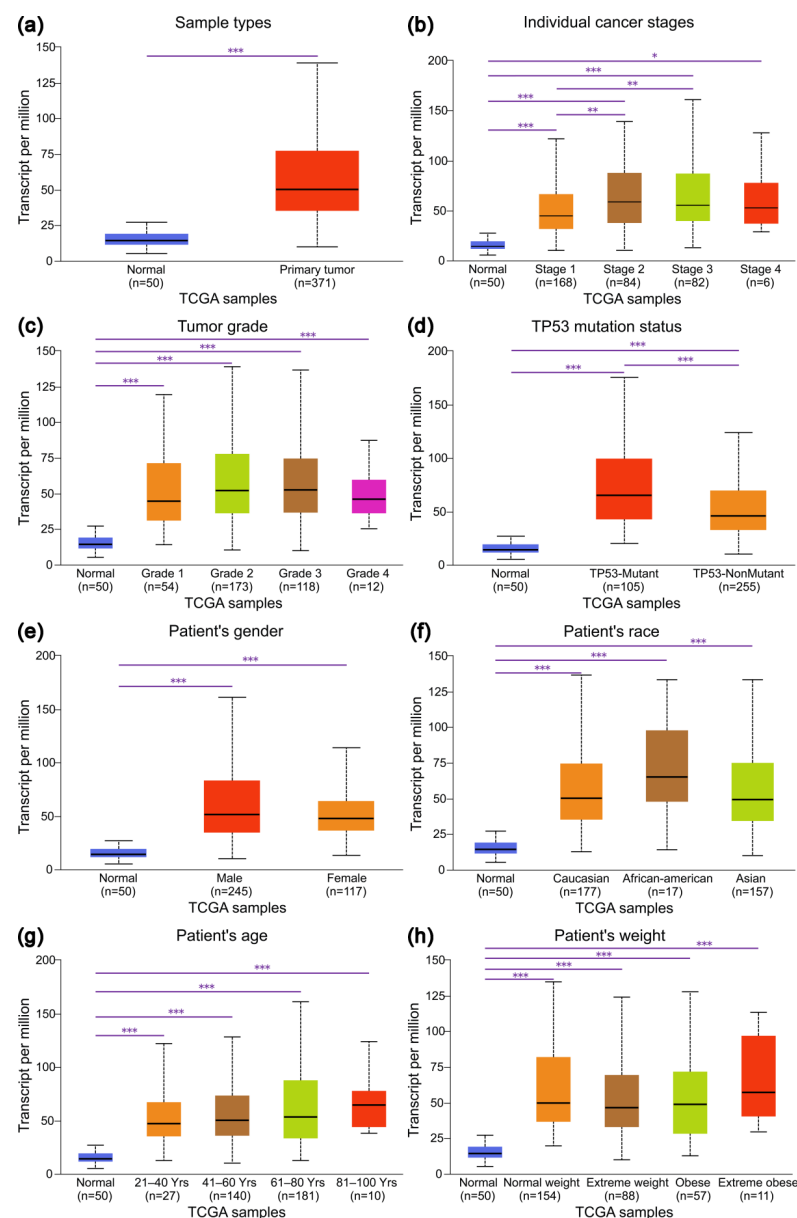 (a)
Sample types
Transcript per million
150
125
100
75
50
25
0
***
Normal
(n=50)
Primary tumor
(n=371)
TCGA samples
(b)
Individual cancer stages
Transcript per million
200
150
100
50
0
*
***
**
***
**
***
Normal
(n=50)
Stage 1
(n=168)
Stage 2
(n=84)
Stage 3
(n=82)
Stage 4
(n=6)
TCGA samples
(c)
Tumor grade
Transcript per million
150
125
100
75
50
25
0
***
***
***
***
Normal
(n=50)
Grade 1
(n=54)
Grade 2
(n=173)
Grade 3
(n=118)
Grade 4
(n=12)
TCGA samples
(d)
TP53 mutation status
Transcript per million
200
150
100
50
0
***
***
***
Normal
(n=50)
TP53-Mutant
(n=105)
TP53-NonMutant
(n=255)
TCGA samples
(e)
Patient's gender
Transcript per million
200
150
100
50
0
***
***
Normal
(n=50)
Male
(n=245)
Female
(n=117)
TCGA samples
(f)
Patient's race
Transcript per million
150
125
100
75
50
25
0
***
***
***
Normal
(n=50)
Caucasian
(n=177)
African-american
(n=17)
Asian
(n=157)
TCGA samples
(g)
Patient's age
Transcript per million
200
150
100
50
0
***
***
***
***
Normal
(n=50)
21–40 Yrs
(n=27)
41–60 Yrs
(n=140)
61–80 Yrs
(n=181)
81–100 Yrs
(n=10)
TCGA samples
(h)
Patient's weight
Transcript per million
150
125
100
75
50
25
0
***
***
***
***
Normal
(n=50)
Normal weight
(n=154)
Extreme weight
(n=88)
Obese
(n=57)
Extreme obese
(n=11)
TCGA samples